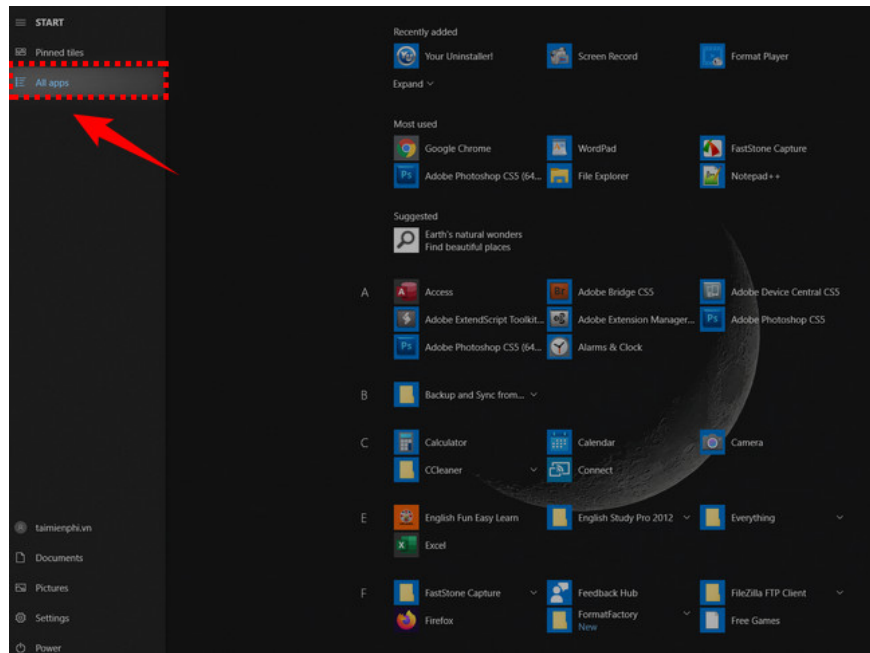 START
Pinned tiles
All apps
Recently added
Your Uninstaller!
Screen Record
Format Player
Expand
Most used
Google Chrome
WordPad
FastStone Capture
Adobe Photoshop CS5 (64...
File Explorer
Notepad++
Suggested
Earth's natural wonders
Find beautiful places
A
Access
Adobe Bridge CS5
Adobe Device Central CS5
Adobe ExtendScript Toolkit...
Adobe Extension Manager...
Adobe Photoshop CS5
Adobe Photoshop CS5 (64...
Alarms & Clock
B
Backup and Sync from...
C
Calculator
Calendar
Camera
CCleaner
Connect
E
English Fun Easy Learn
English Study Pro 2012
Everything
Excel
F
FastStone Capture
Feedback Hub
FileZilla FTP Client
Firefox
FormatFactory
New
Free Games
taimienphi.vn
Documents
Pictures
Settings
Power